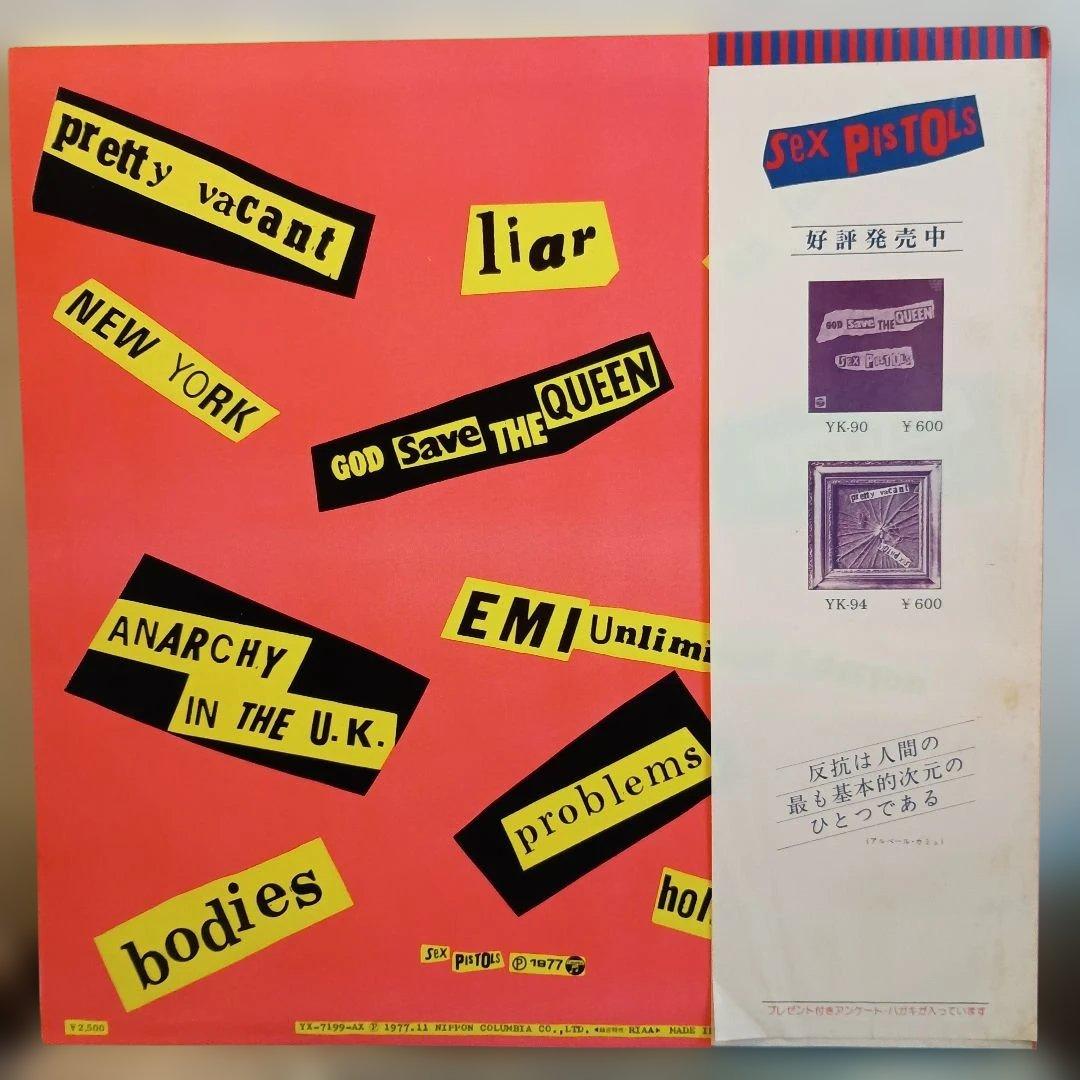 pretty vacant
liar
NEW YORK
GOD Save THE QUEEN
ANARCHY
IN THE U.K.
EMI Unlimi
problems
bodies
hol
SEX PISTOLS Ⓟ 1977
¥2,500
YX-7199-AX Ⓟ 1977.11 NIPPON COLUMBIA CO., LTD. RIAA MADE I
Sex PISTOLS
好評発売中
GOD Save THE QUEEN
SEX PISTOLS
YK-90 ¥600
pretty vacant
YK-94 ¥600
反抗は人間の
最も基本的次元の
ひとつである
(アルベール・カミュ)
プレゼント付きアンケート・ハガキが入っています